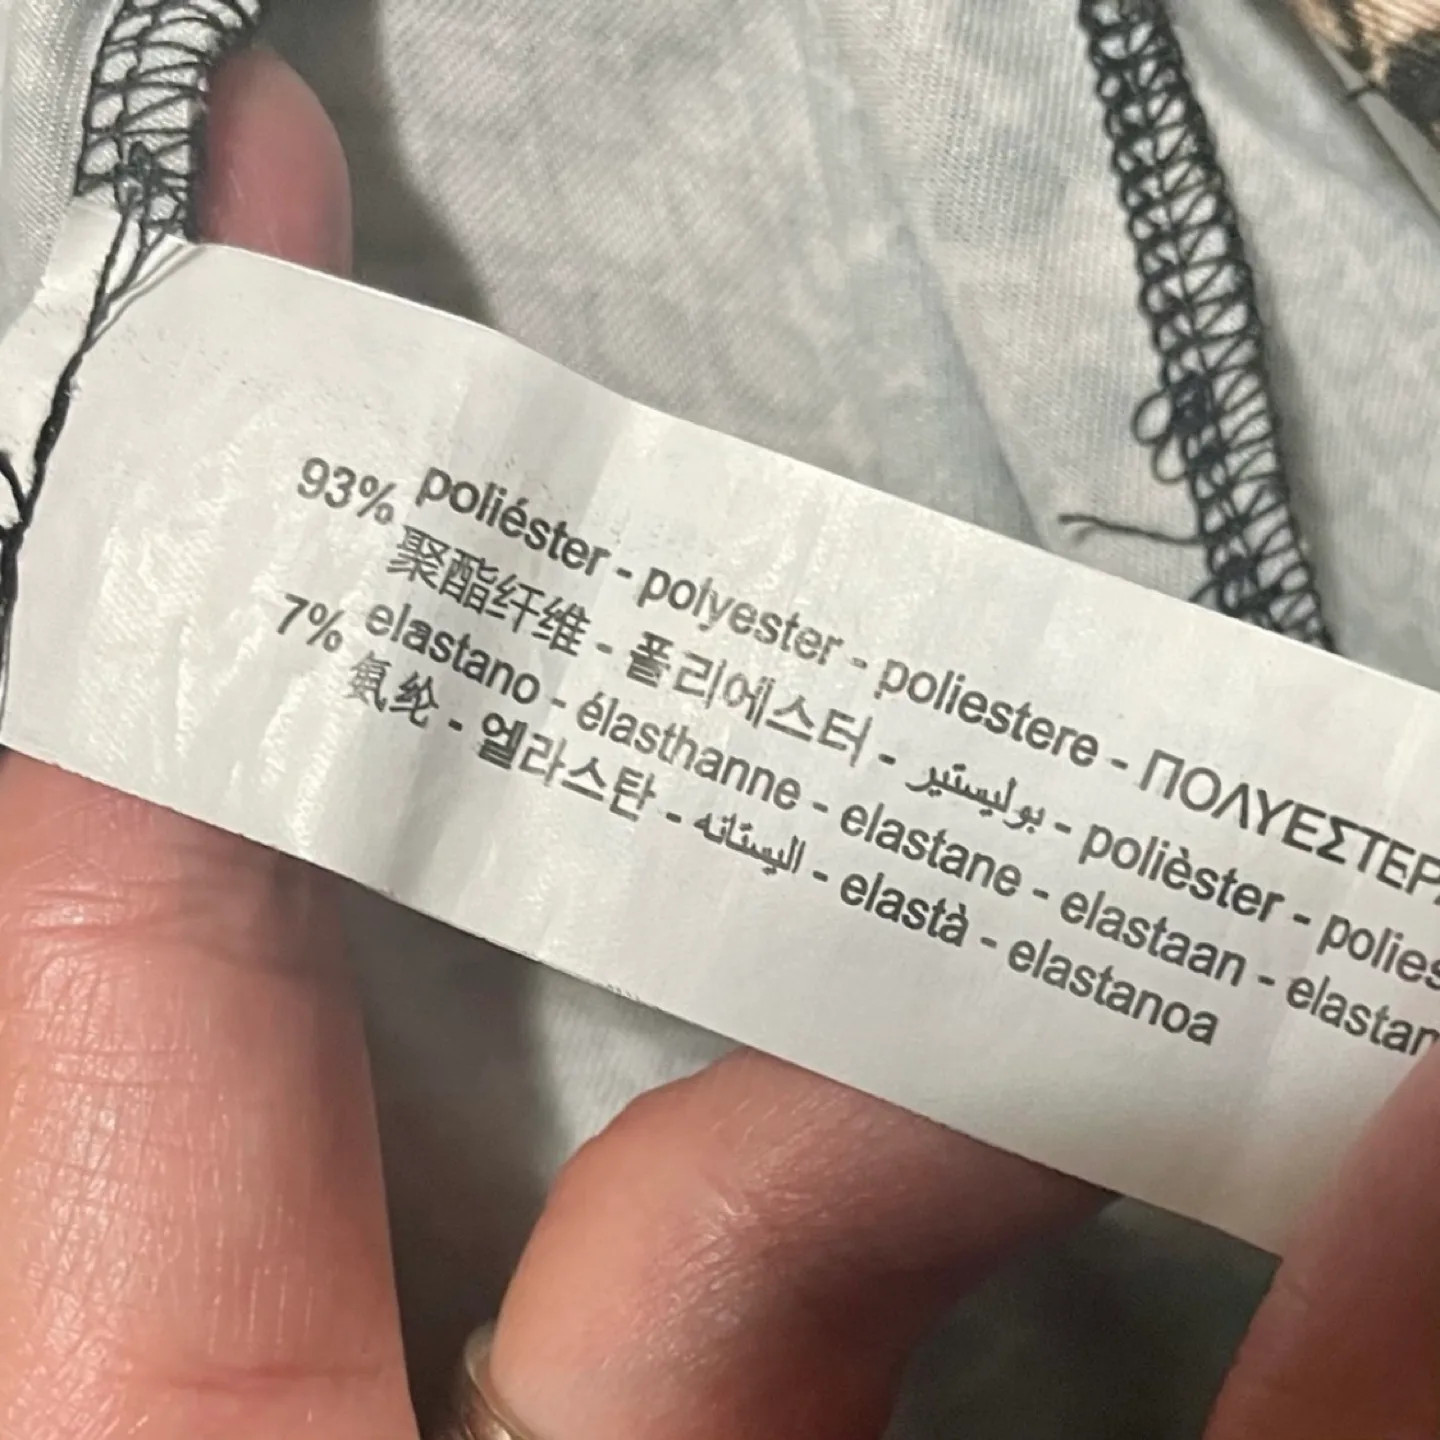 93% poliéster - polyester - poliestere - ΠΟΛΥΕΣΤΕΡ
聚酯纤维 - 폴리에스터 - بوليستير - polièster - polies
7% elastano - élasthanne - elastane - elastaan - elastan
氨纶 - 엘라스탄 - اليستانه - elastà - elastanoa